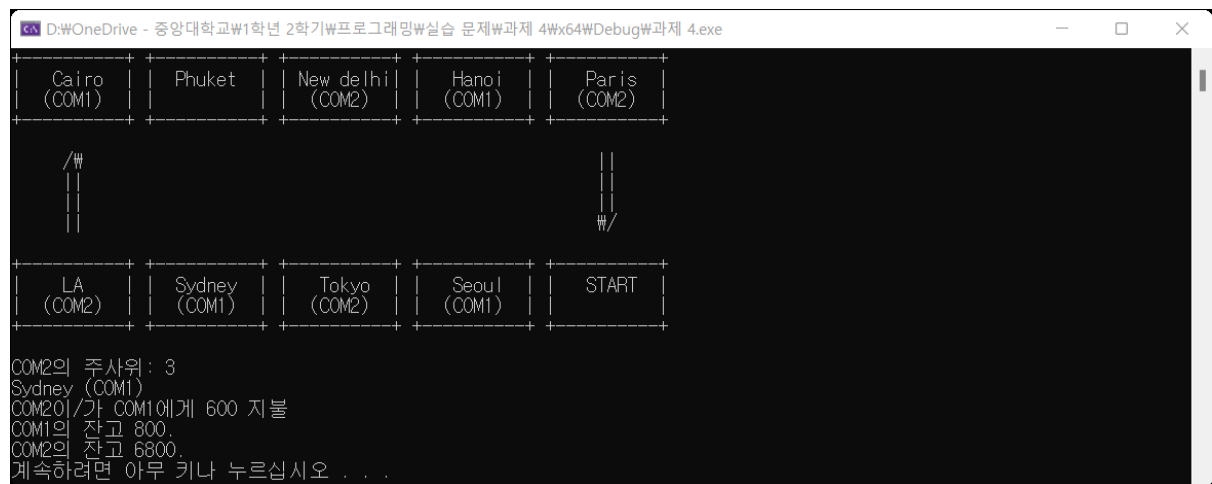 D:₩OneDrive - 중앙대학교₩1학년 2학기₩프로그래밍₩실습 문제₩과제 4₩x64₩Debug₩과제 4.exe
+----------+ +----------+ +----------+ +----------+ +----------+
|   Cairo  | |  Phuket  | | New delhi| |   Hanoi  | |   Paris  |
|  (COM1)  | |          | |  (COM2)  | |  (COM1)  | |  (COM2)  |
+----------+ +----------+ +----------+ +----------+ +----------+
/₩ ||
|| ||
|| ||
|| ₩/
+----------+ +----------+ +----------+ +----------+ +----------+
|    LA    | |  Sydney  | |   Tokyo  | |   Seoul  | |   START  |
|  (COM2)  | |  (COM1)  | |  (COM2)  | |  (COM1)  | |          |
+----------+ +----------+ +----------+ +----------+ +----------+
COM2의 주사위: 3
Sydney (COM1)
COM2이/가 COM1에게 600 지불
COM1의 잔고 800.
COM2의 잔고 6800.
계속하려면 아무 키나 누르십시오 . . .